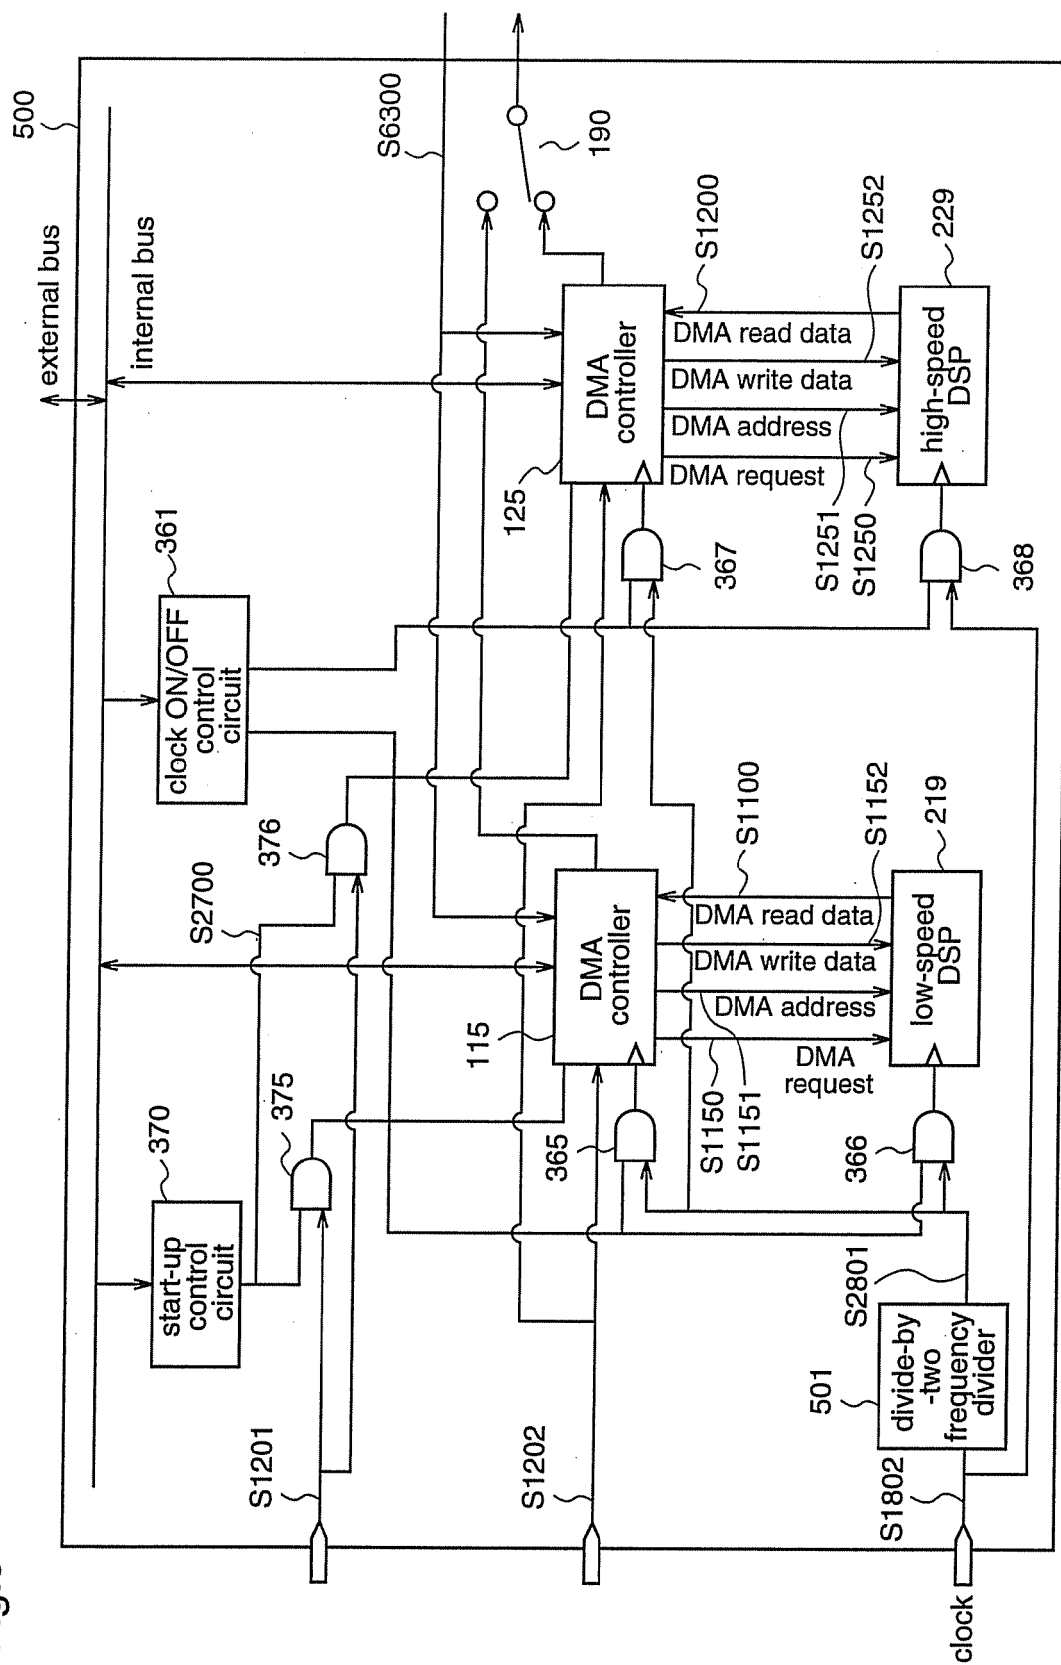 500
external bus
internal bus
S6300
190
361
clock ON/OFF
control
circuit
370
start-up
control
circuit
S2700
376
375
S1201
125
DMA
controller
367
DMA read data
DMA write data
DMA address
DMA request
S1200
S1252
S1251
S1250
229
high-speed
DSP
368
115
DMA
controller
365
DMA read data
DMA write data
DMA address
DMA
request
S1100
S1152
S1150
S1151
219
low-speed
DSP
366
S1202
S2801
501
divide-by
-two
frequency
divider
S1802
clock